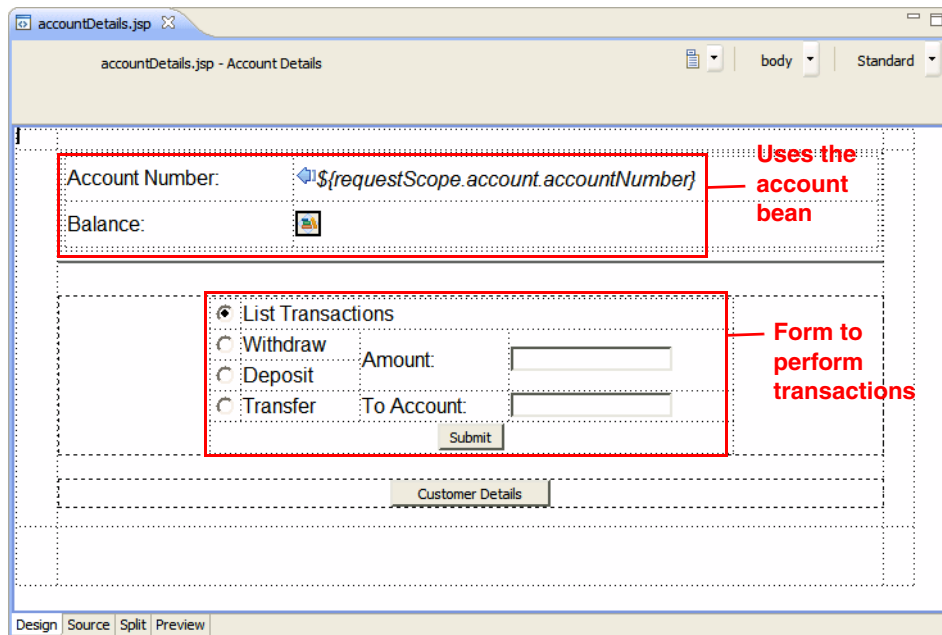 accountDetails.jsp
accountDetails.jsp - Account Details
body
Standard
Account Number:
${requestScope.account.accountNumber}
Balance:
Uses the
account
bean
List Transactions
Withdraw
Deposit
Amount:
Transfer
To Account:
Submit
Form to
perform
transactions
Customer Details
Design Source Split Preview